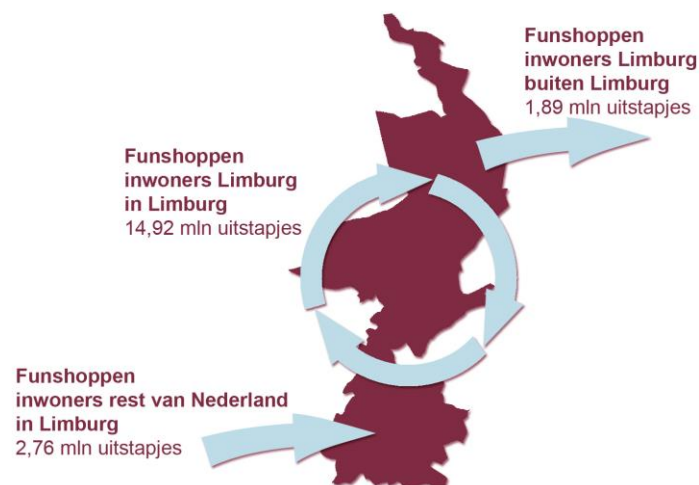 Funshoppen
inwoners Limburg
buiten Limburg
1,89 mln uitstapjes
Funshoppen
inwoners Limburg
in Limburg
14,92 mln uitstapjes
Funshoppen
inwoners rest van Nederland
in Limburg
2,76 mln uitstapjes